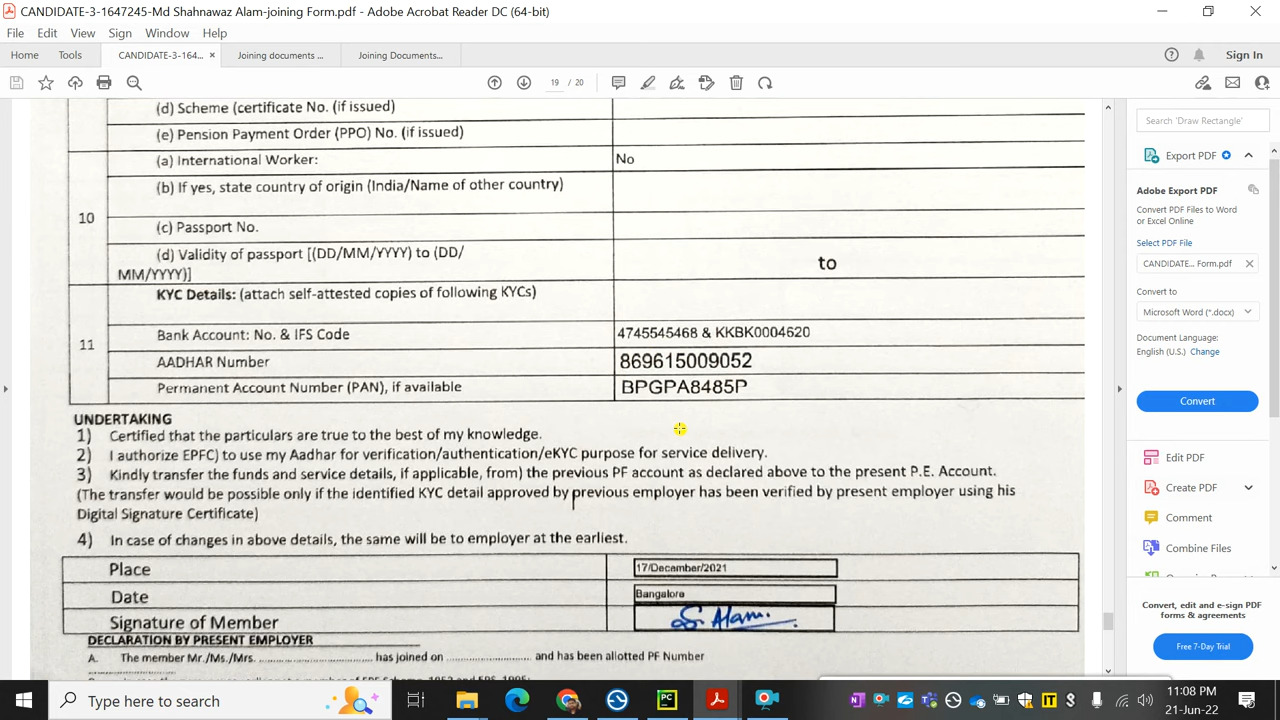 CANDIDATE-3-1647245-Md Shahnawaz Alam-joining Form.pdf - Adobe Acrobat Reader DC (64-bit)
File Edit View Sign Window Help
Home Tools CANDIDATE-3-164... × Joining documents ... Joining Documents... Sign In
19 / 20
(d) Scheme (certificate No. (if issued)
(e) Pension Payment Order (PPO) No. (if issued)
10
(a) International Worker: No
(b) If yes, state country of origin (India/Name of other country)
(c) Passport No.
(d) Validity of passport [(DD/MM/YYYY) to (DD/
MM/YYYY)] to
11
KYC Details: (attach self-attested copies of following KYCs)
Bank Account: No. & IFS Code 4745545468 & KKBK0004620
AADHAR Number 869615009052
Permanent Account Number (PAN), if available BPGPA8485P
UNDERTAKING
1) Certified that the particulars are true to the best of my knowledge.
2) I authorize EPFC) to use my Aadhar for verification/authentication/eKYC purpose for service delivery.
3) Kindly transfer the funds and service details, if applicable, from) the previous PF account as declared above to the present P.E. Account.
(The transfer would be possible only if the identified KYC detail approved by previous employer has been verified by present employer using his
Digital Signature Certificate)
4) In case of changes in above details, the same will be to employer at the earliest.
Place 17/December/2021
Date Bangalore
Signature of Member S. Alam.
DECLARATION BY PRESENT EMPLOYER
A. The member Mr./Ms./Mrs. .................................. has joined on ......................... and has been allotted PF Number
Search 'Draw Rectangle'
Export PDF
Adobe Export PDF
Convert PDF Files to Word
or Excel Online
Select PDF File
CANDIDATE... Form.pdf ×
Convert to
Microsoft Word (*.docx)
Document Language:
English (U.S.) Change
Convert
Edit PDF
Create PDF
Comment
Combine Files
Convert, edit and e-sign PDF
forms & agreements
Free 7-Day Trial
Type here to search
11:08 PM
21-Jun-22